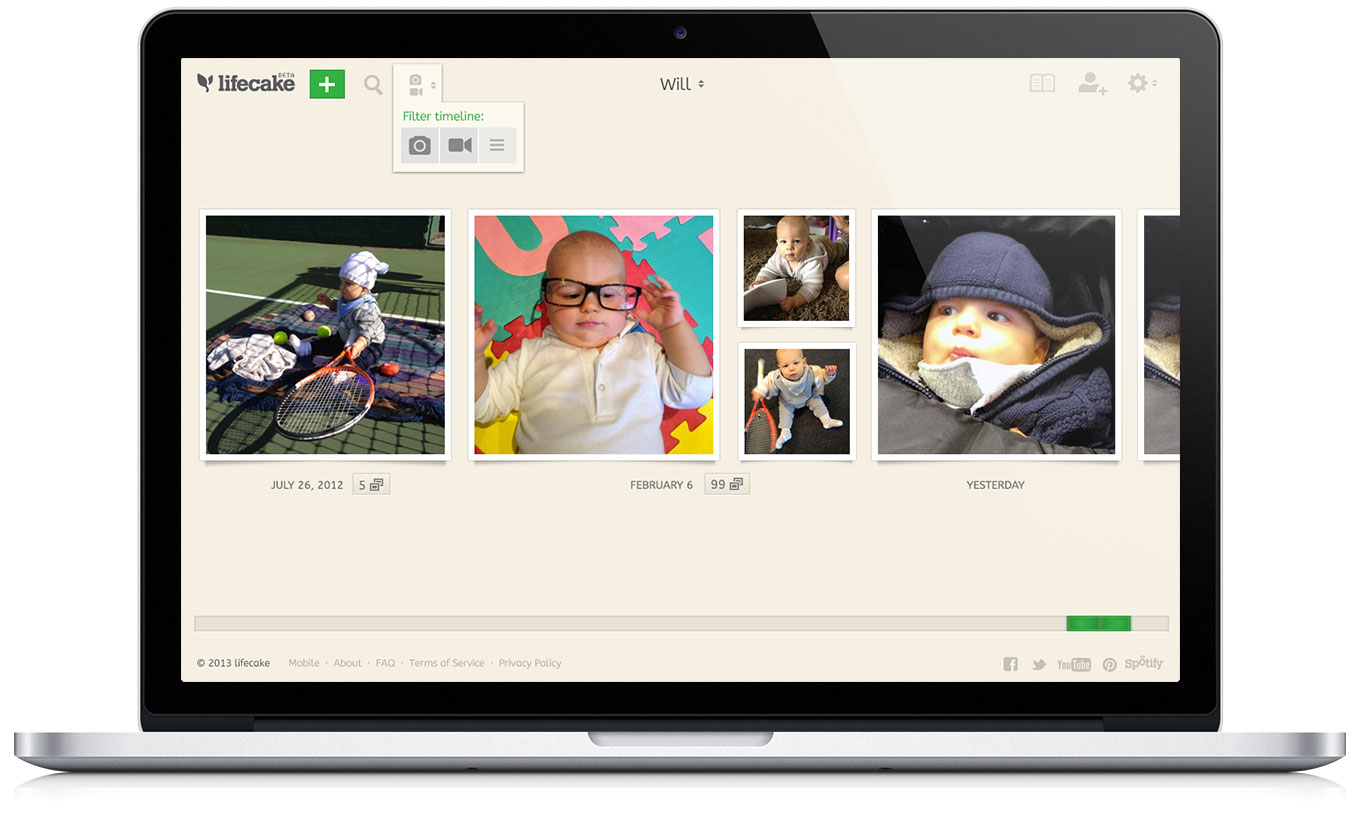 lifecake BETA
Will
Filter timeline:
JULY 26, 2012 5
FEBRUARY 6 99
YESTERDAY
© 2013 lifecake Mobile · About · FAQ · Terms of Service · Privacy Policy
f YouTube Spotify